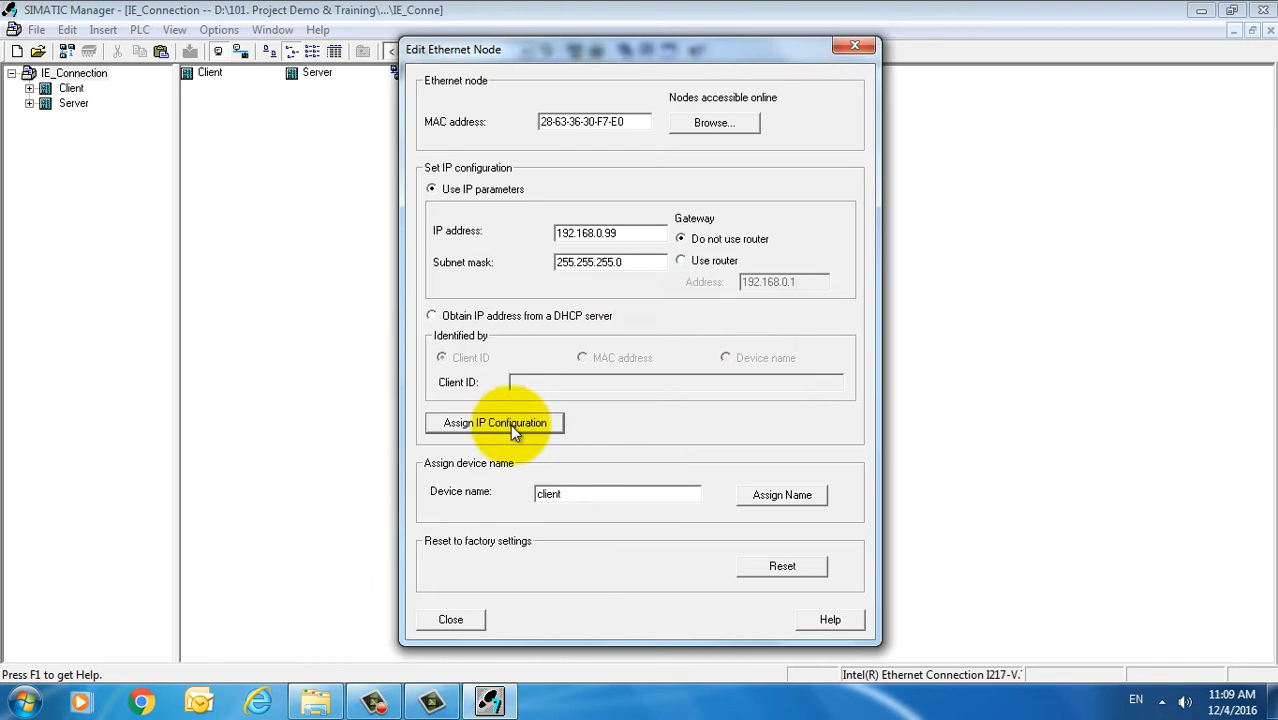 SIMATIC Manager - [IE_Connection -- D:\101. Project Demo & Training\...\IE_Conne]
File Edit Insert PLC View Options Window Help
IE_Connection
Client
Server
Client
Server
Edit Ethernet Node
Ethernet node
Nodes accessible online
MAC address:
28-63-36-30-F7-E0
Browse...
Set IP configuration
Use IP parameters
Gateway
IP address:
192.168.0.99
Do not use router
Subnet mask:
255.255.255.0
Use router
Address:
192.168.0.1
Obtain IP address from a DHCP server
Identified by
Client ID
MAC address
Device name
Client ID:
Assign IP Configuration
Assign device name
Device name:
client
Assign Name
Reset to factory settings
Reset
Close
Help
Press F1 to get Help.
Intel(R) Ethernet Connection I217-V.
EN
11:09 AM
12/4/2016